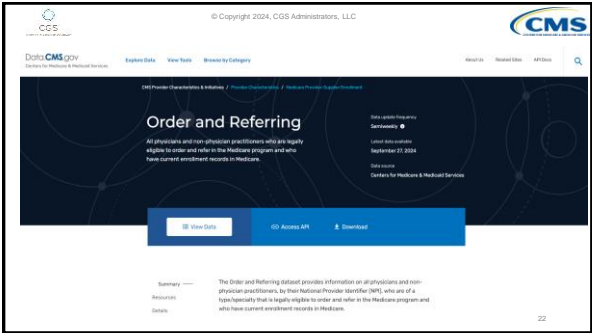 © Copyright 2024, CGS Administrators, LLC
CGS
CMS
Data.CMS.gov
Centers for Medicare & Medicaid Services
Explore Data
View Tools
Browse by Category
About Us
Related Sites
API Docs
CMS Provider Characteristics & Initiatives / Provider Characteristics / Medicare Provider Supplier Enrollment
Order and Referring
All physicians and non-physician practitioners who are legally
eligible to order and refer in the Medicare program and who
have current enrollment records in Medicare.
Data update frequency
Semiweekly
Latest data available
September 27, 2024
Data source
Centers for Medicare & Medicaid Services
View Data
Access API
Download
Summary
Resources
Details
The Order and Referring dataset provides information on all physicians and non-
physician practitioners, by their National Provider Identifier (NPI), who are of a
type/specialty that is legally eligible to order and refer in the Medicare program and
who have current enrollment records in Medicare.
22